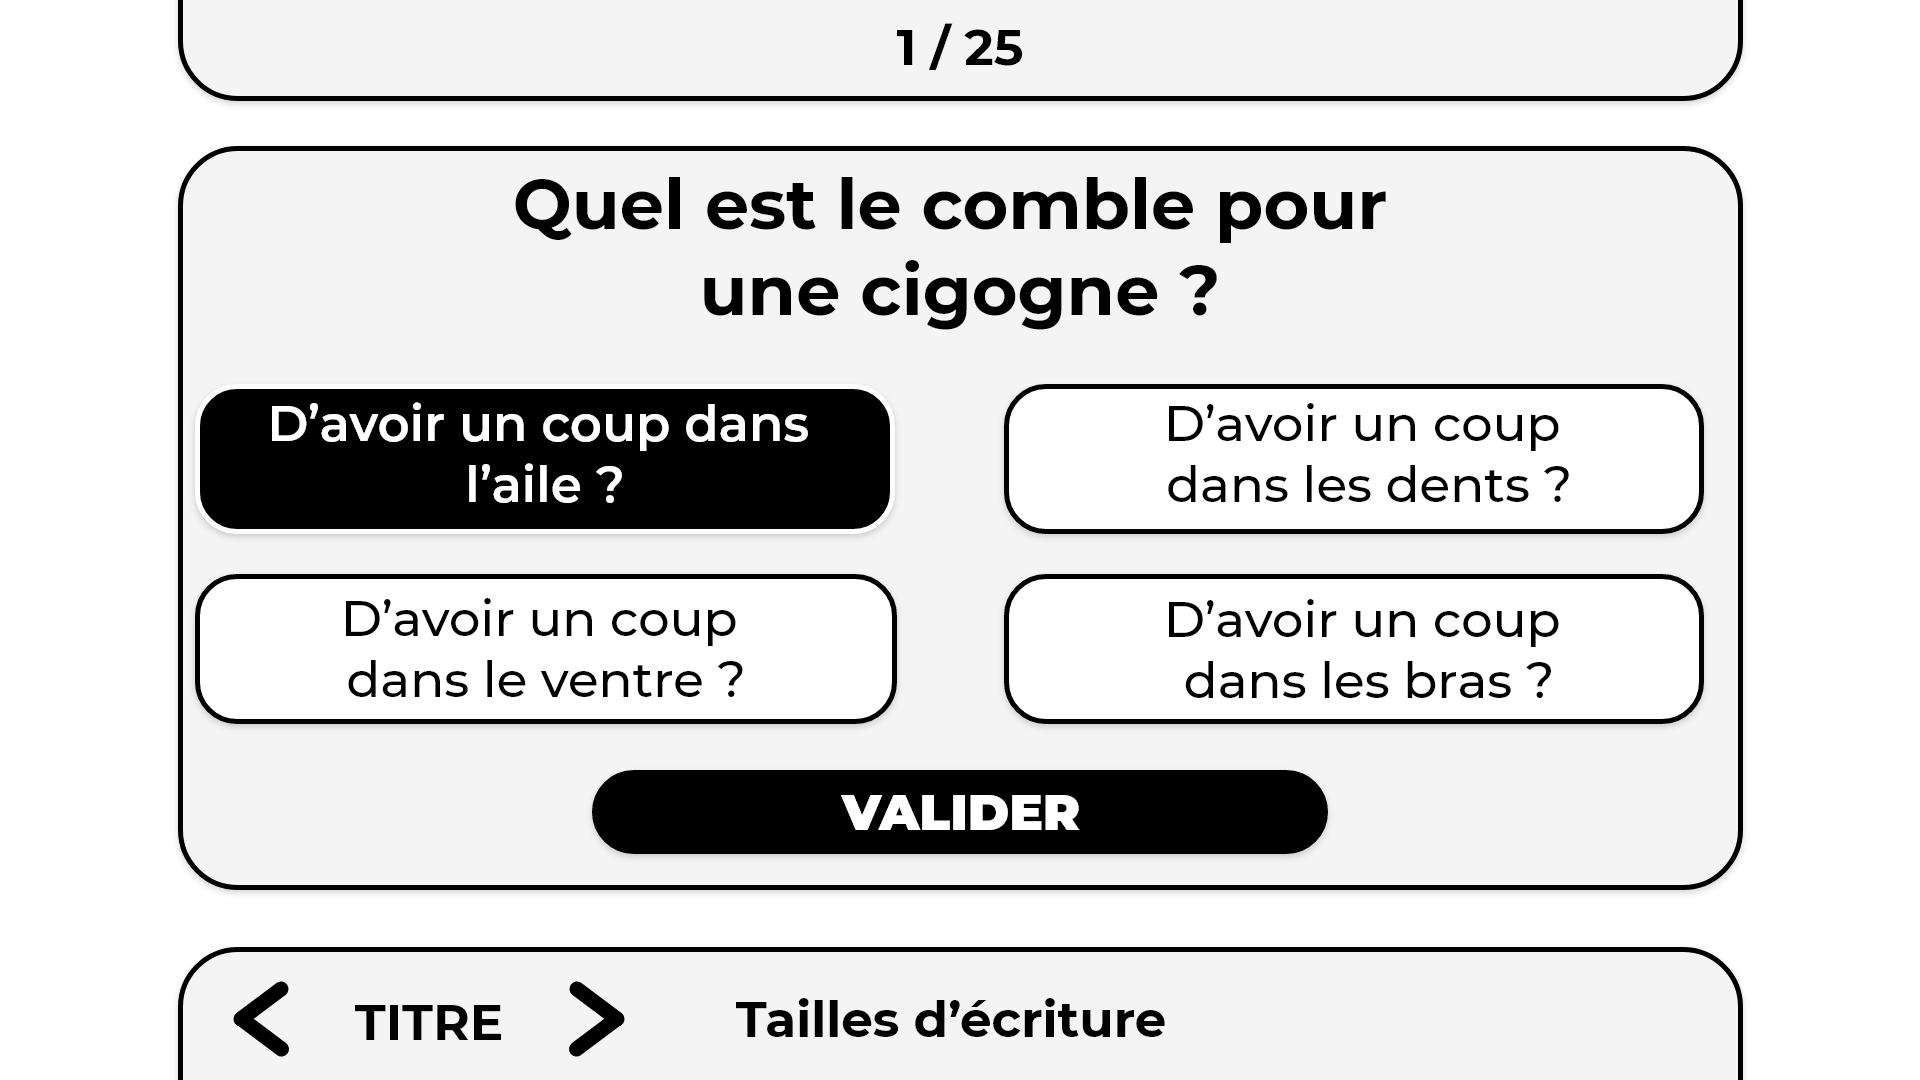 1 / 25
Quel est le comble pour
une cigogne ?
D’avoir un coup dans
l’aile ?
D’avoir un coup
dans les dents ?
D’avoir un coup
dans le ventre ?
D’avoir un coup
dans les bras ?
VALIDER
TITRE
Tailles d’écriture